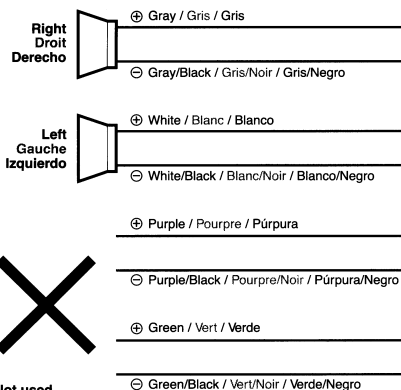 ⊕ Gray / Gris / Gris
Right
Droit
Derecho
⊖ Gray/Black / Gris/Noir / Gris/Negro
⊕ White / Blanc / Blanco
Left
Gauche
Izquierdo
⊖ White/Black / Blanc/Noir / Blanco/Negro
⊕ Purple / Pourpre / Púrpura
⊖ Purple/Black / Pourpre/Noir / Púrpura/Negro
⊕ Green / Vert / Verde
⊖ Green/Black / Vert/Noir / Verde/Negro
used